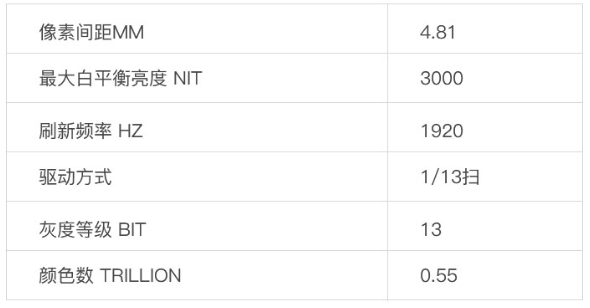 像素间距MM 4.81
最大白平衡亮度 NIT 3000
刷新频率 HZ 1920
驱动方式 1/13扫
灰度等级 BIT 13
颜色数 TRILLION 0.55